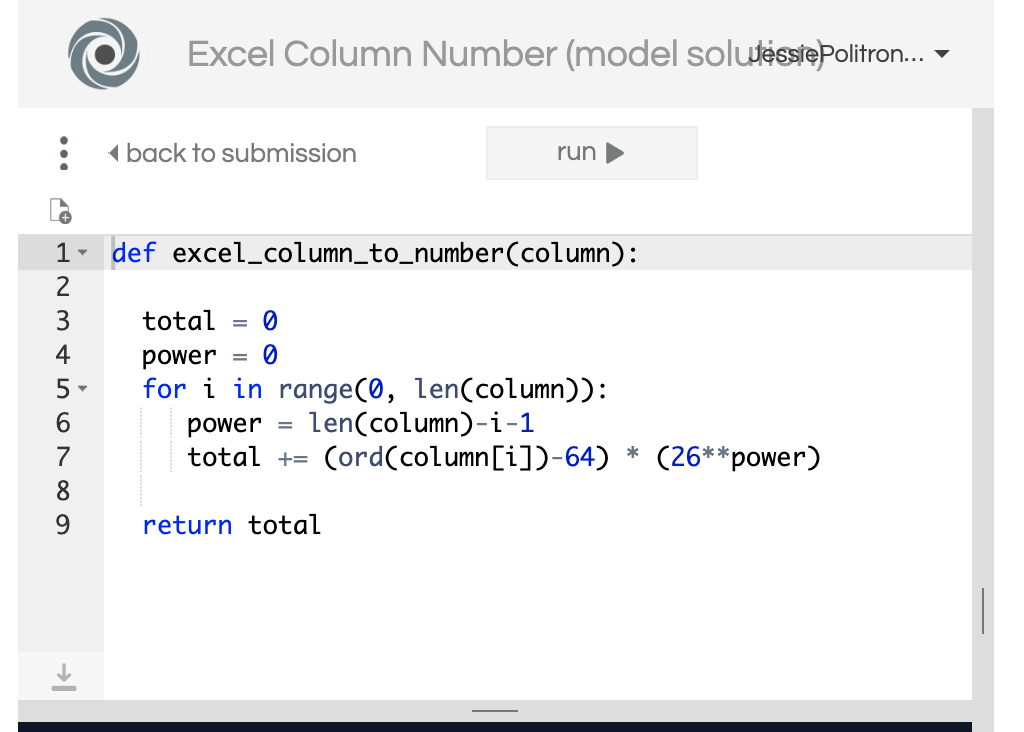 Excel Column Number (model solution)
JessiePolitron...
back to submission
run
1 def excel_column_to_number(column):
2
3 total = 0
4 power = 0
5 for i in range(0, len(column)):
6 power = len(column)-i-1
7 total += (ord(column[i])-64) * (26**power)
8
9 return total